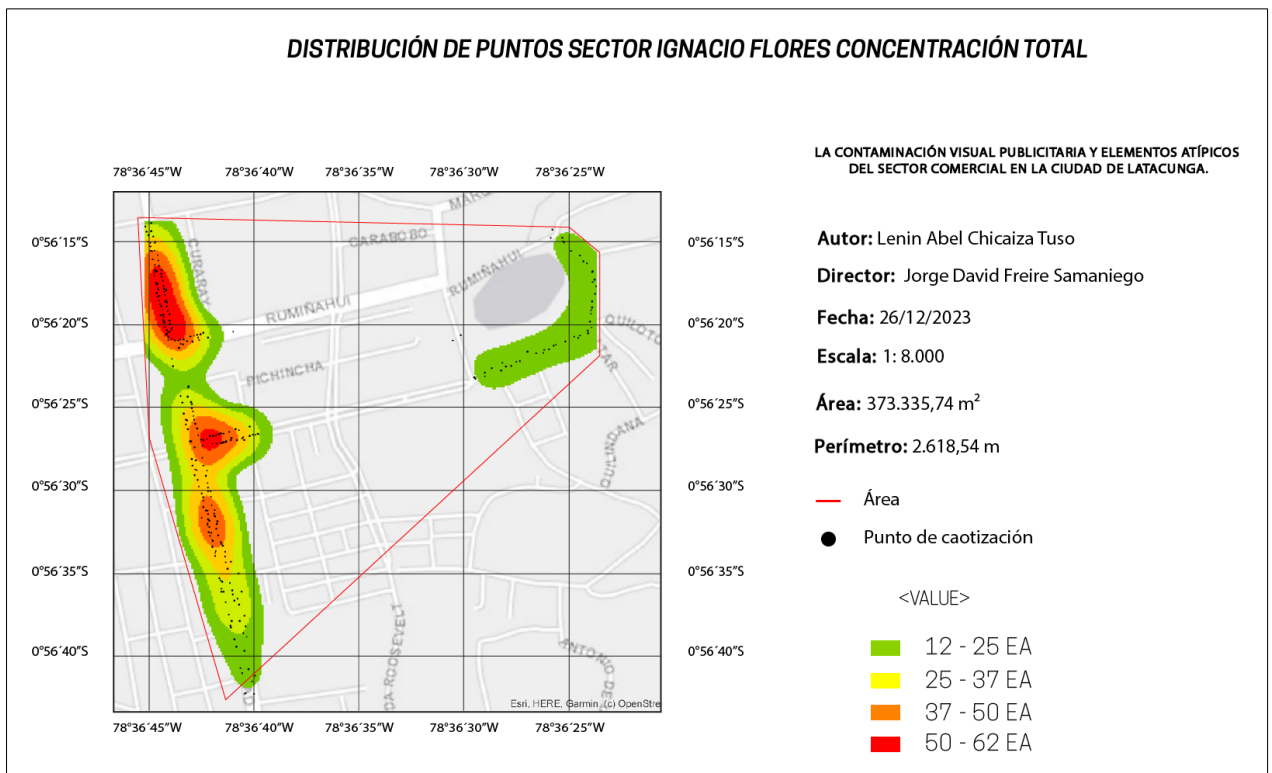 DISTRIBUCIÓN DE PUNTOS SECTOR IGNACIO FLORES CONCENTRACIÓN TOTAL
LA CONTAMINACIÓN VISUAL PUBLICITARIA Y ELEMENTOS ATÍPICOS
DEL SECTOR COMERCIAL EN LA CIUDAD DE LATACUNGA.
78°36´45”W 78°36´40”W 78°36´35”W 78°36´30”W 78°36´25”W
0°56´15”S
0°56´20”S
0°56´25”S
0°56´30”S
0°56´35”S
0°56´40”S
MARQ
CARABOBO
CURARAY
RUMIÑAHUI
RUMIÑAHUI
PICHINCHA
QUILOTO
TAR
QUILINDANA
DA ROOSEVELT
ANTONIO DE
Esri, HERE, Garmin, (c) OpenStre
0°56´15”S
0°56´20”S
0°56´25”S
0°56´30”S
0°56´35”S
0°56´40”S
78°36´45”W 78°36´40”W 78°36´35”W 78°36´30”W 78°36´25”W
Autor: Lenin Abel Chicaiza Tuso
Director: Jorge David Freire Samaniego
Fecha: 26/12/2023
Escala: 1: 8.000
Área: 373.335,74 m²
Perímetro: 2.618,54 m
Área
Punto de caotización
<VALUE>
12 - 25 EA
25 - 37 EA
37 - 50 EA
50 - 62 EA